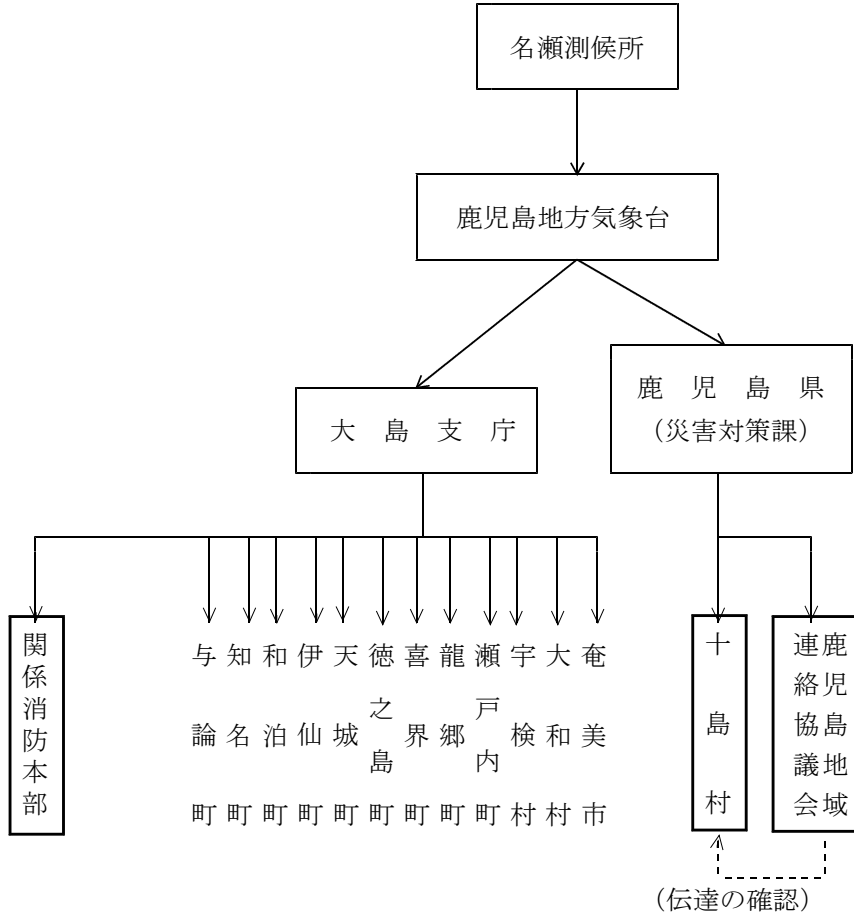 名瀬測候所
鹿児島地方気象台
大島支庁
鹿児島県
（災害対策課）
関係消防本部
与論町
知名町
和泊町
伊仙町
天城町
徳之島町
喜界町
龍郷町
瀬戸内町
宇検村
大和村
奄美市
十島村
鹿児島地域
連絡協議会
（伝達の確認）